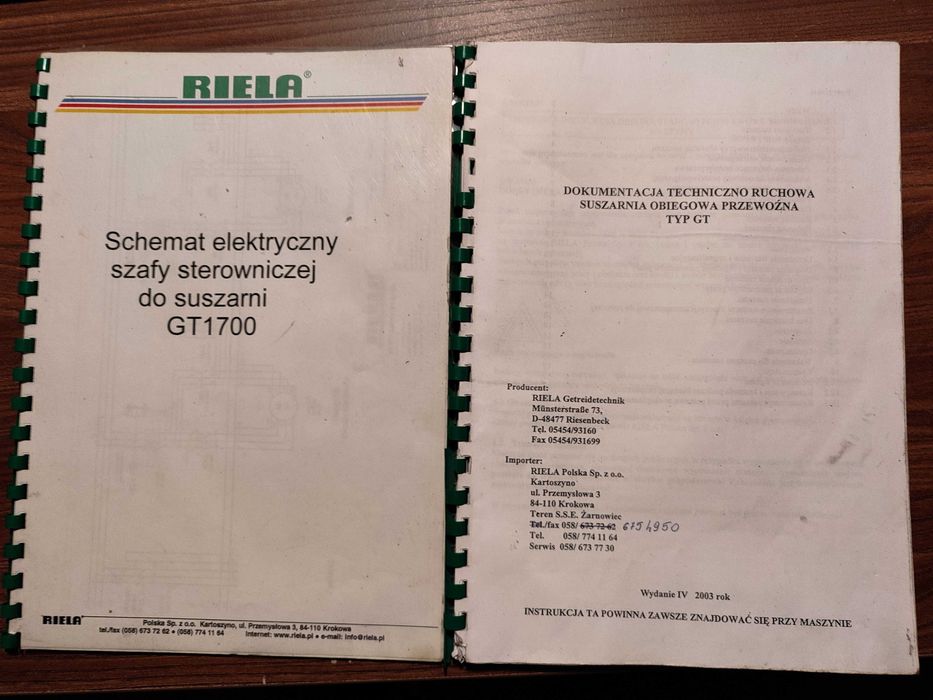 RIELA®
Schemat elektryczny
szafy sterowniczej
do suszarni
GT1700
RIELA®
Polska Sp. z o.o. Kartoszyno, ul. Przemysłowa 3, 84-110 Krokowa
tel./fax (058) 673 72 62 • (058) 774 11 64 Internet: www.riela.pl • e-mail: info@riela.pl
DOKUMENTACJA TECHNICZNO RUCHOWA
SUSZARNIA OBIEGOWA PRZEWOŹNA
TYP GT
Producent:
RIELA Getreidetechnik
Münsterstraße 73,
D-48477 Riesenbeck
Tel. 05454/93160
Fax 05454/931699
Importer:
RIELA Polska Sp. z o.o.
Kartoszyno
ul. Przemysłowa 3
84-110 Krokowa
Teren S.S.E. Żarnowiec
Tel./fax 058/ 673 72 62 6754950
Tel. 058/ 774 11 64
Serwis 058/ 673 77 30
Wydanie IV 2003 rok
INSTRUKCJA TA POWINNA ZAWSZE ZNAJDOWAĆ SIĘ PRZY MASZYNIE